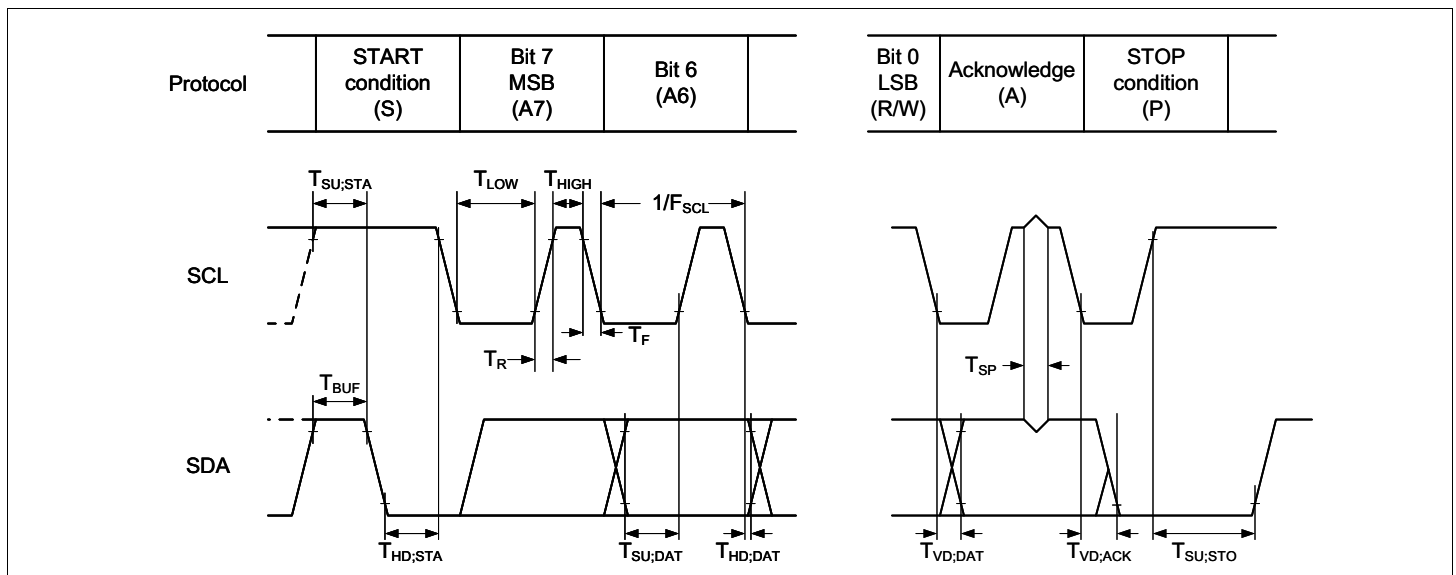 Protocol
START
condition
(S)
Bit 7
MSB
(A7)
Bit 6
(A6)
Bit 0
LSB
(R/W)
Acknowledge
(A)
STOP
condition
(P)
TSU;STA
TLOW
THIGH
1/FSCL
SCL
TF
TR
TSP
TBUF
SDA
THD;STA
TSU;DAT
THD;DAT
TVD;DAT
TVD;ACK
TSU;STO